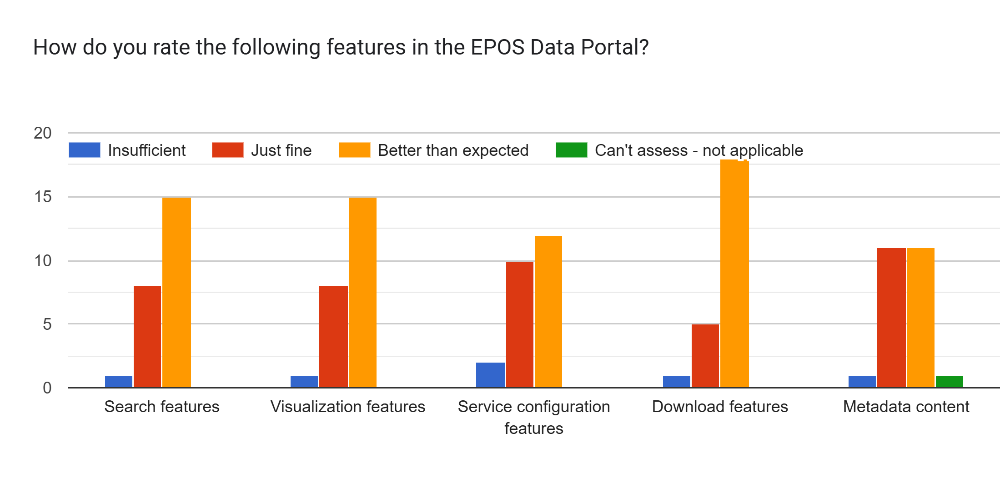 How do you rate the following features in the EPOS Data Portal?
20
Insufficient Just fine Better than expected Can't assess - not applicable
15
10
5
0
Search features Visualization features Service configuration features Download features Metadata content